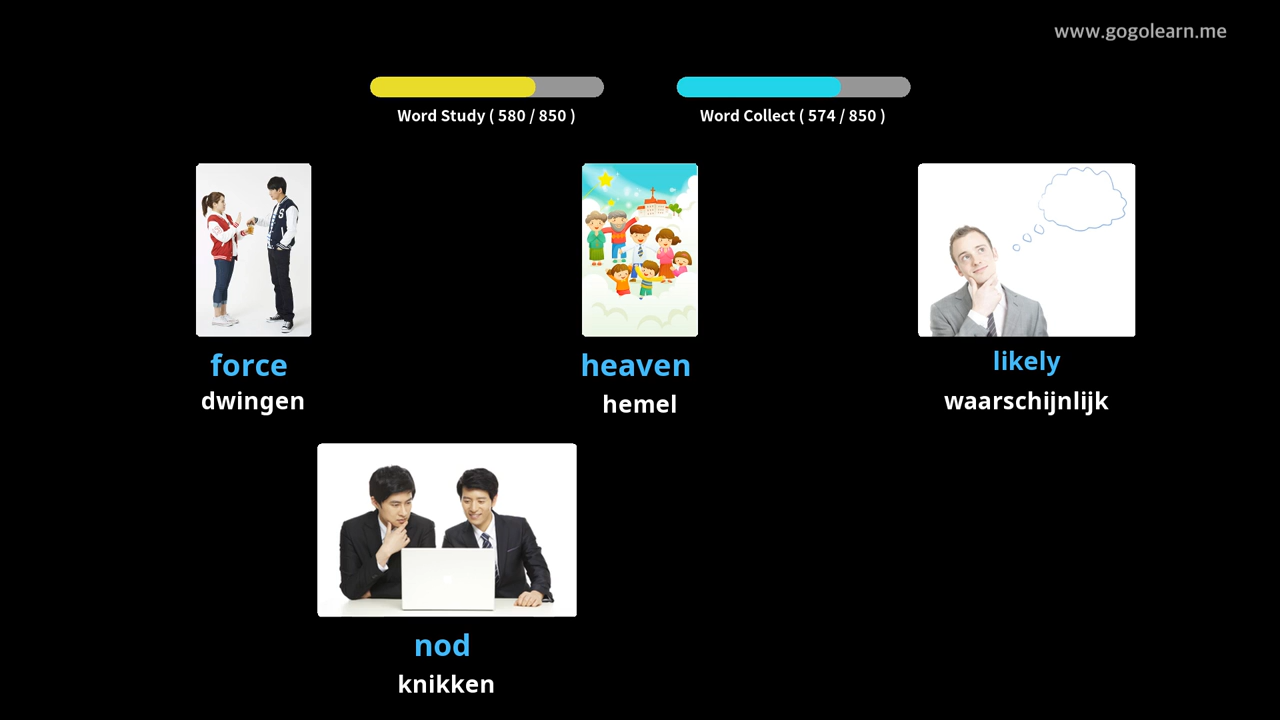 www.gogolearn.me
Word Study ( 580 / 850 )
Word Collect ( 574 / 850 )
force
dwingen
heaven
hemel
likely
waarschijnlijk
nod
knikken